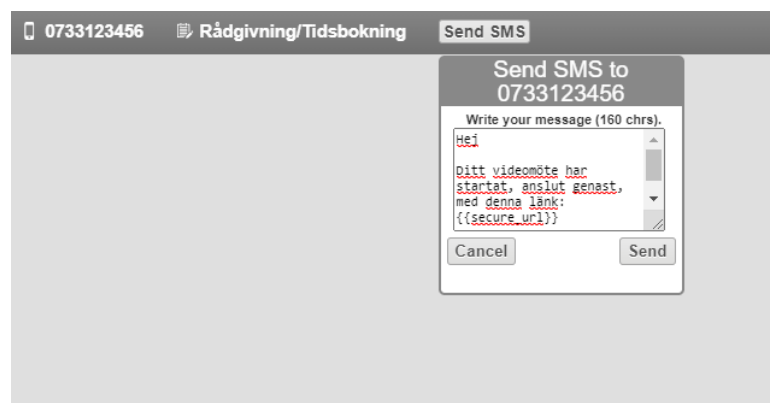 0733123456 Rådgivning/Tidsbokning Send SMS
Send SMS to
0733123456
Write your message (160 chrs).
Hej
Ditt videomöte har
startat, anslut genast,
med denna länk:
{{secure_url}}
Cancel Send